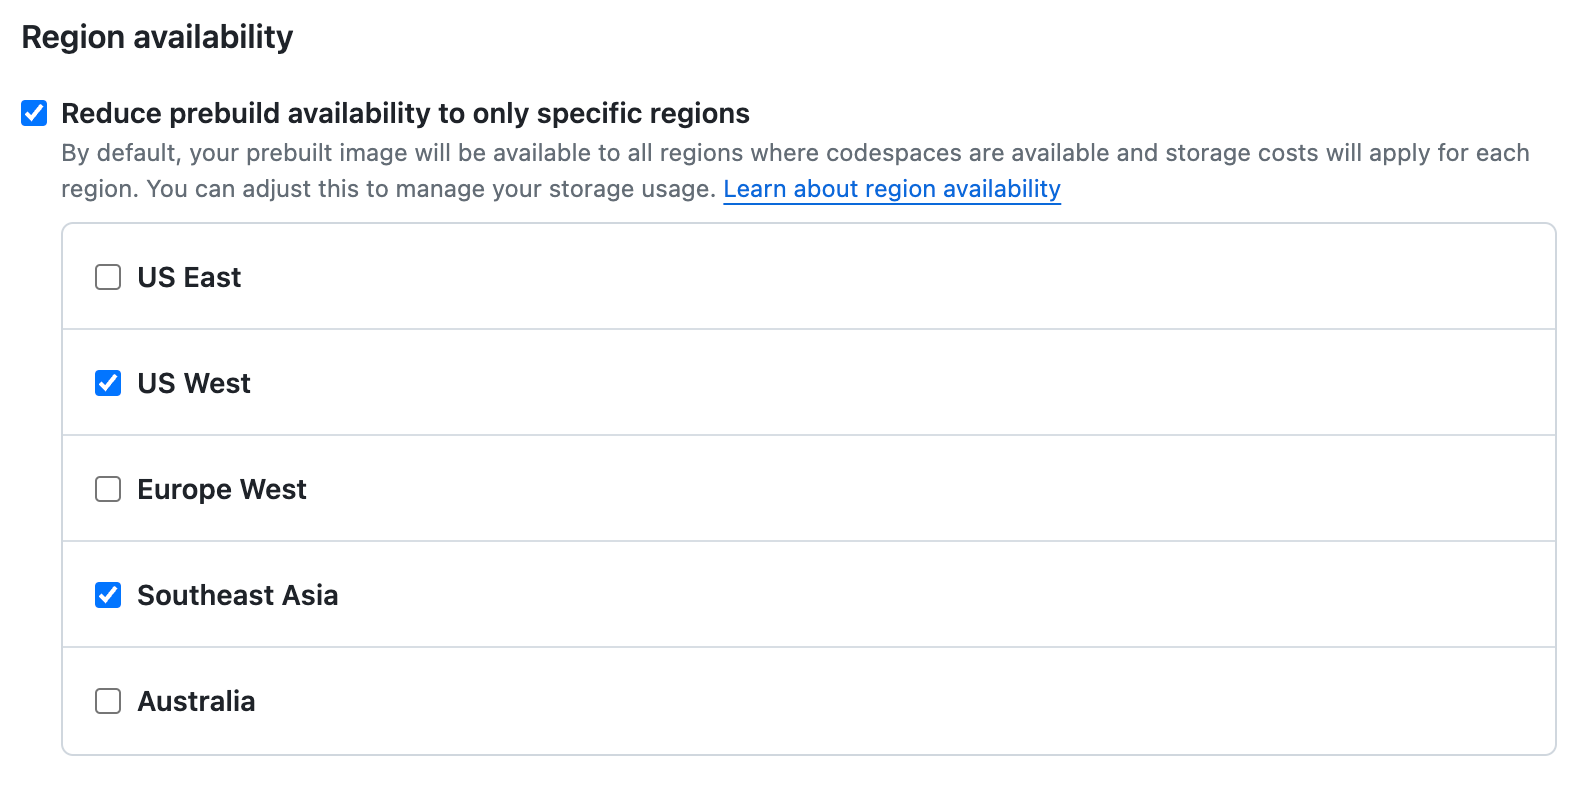 Region availability
Reduce prebuild availability to only specific regions
By default, your prebuilt image will be available to all regions where codespaces are available and storage costs will apply for each
region. You can adjust this to manage your storage usage. Learn about region availability
US East
US West
Europe West
Southeast Asia
Australia